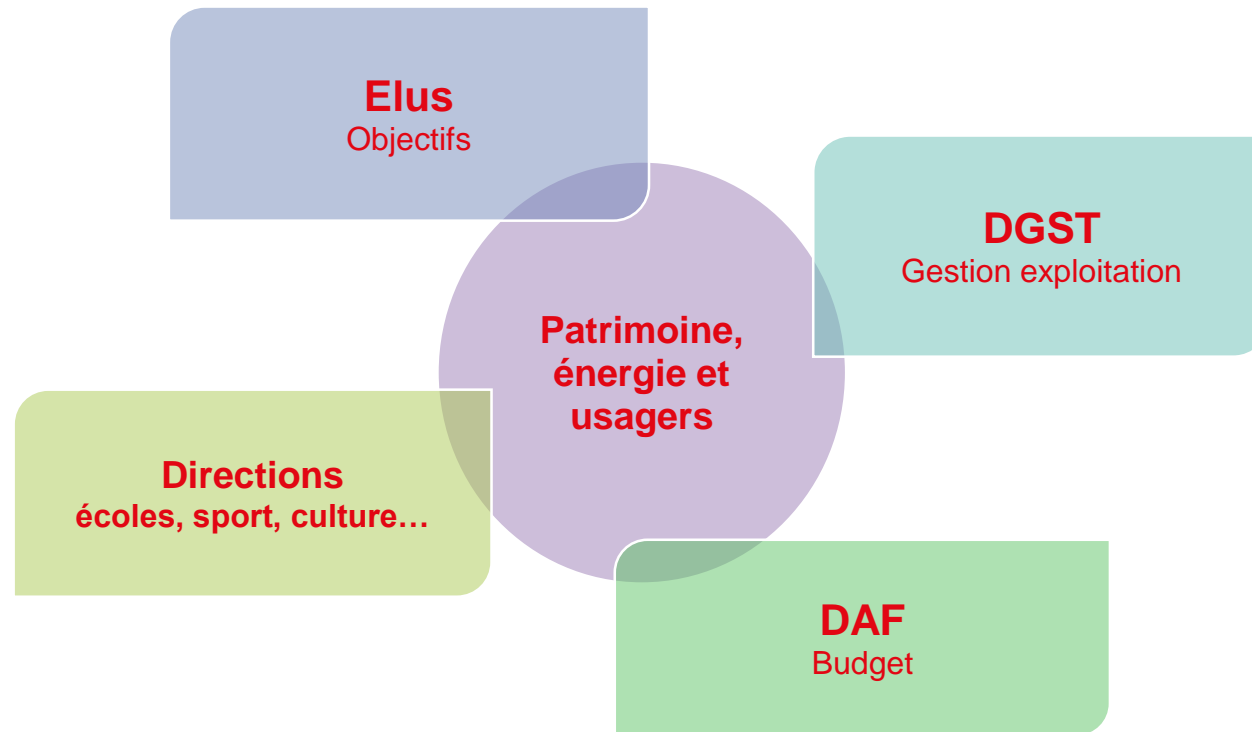 Elus
Objectifs
DGST
Gestion exploitation
Patrimoine,
énergie et
usagers
Directions
écoles, sport, culture…
DAF
Budget